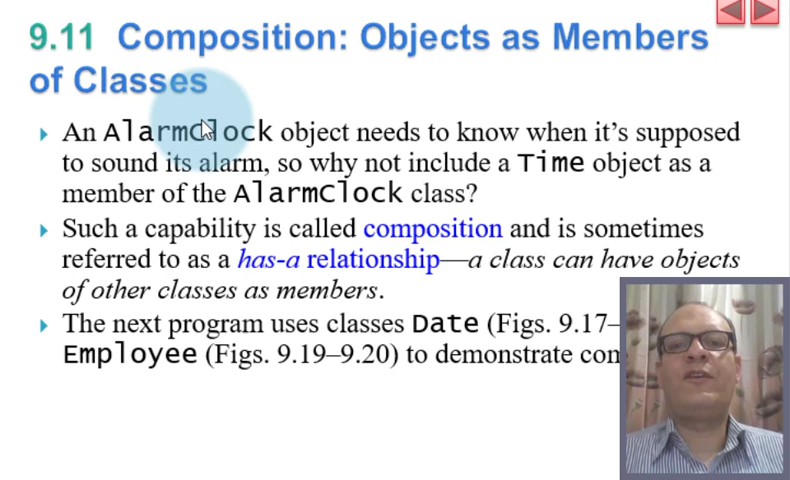 9.11 Composition: Objects as Members
of Classes
An AlarmClock object needs to know when it's supposed
to sound its alarm, so why not include a Time object as a
member of the AlarmClock class?
Such a capability is called composition and is sometimes
referred to as a has-a relationship—a class can have objects
of other classes as members.
The next program uses classes Date (Figs. 9.17–
Employee (Figs. 9.19–9.20) to demonstrate